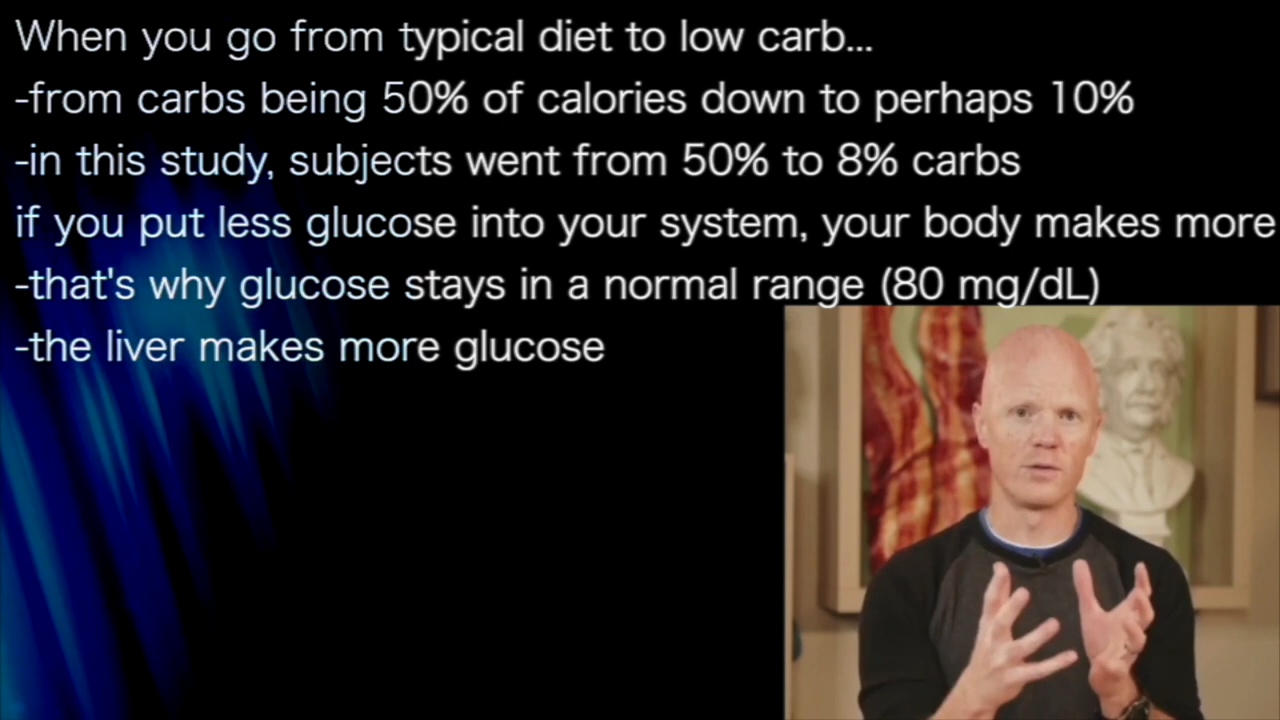 When you go from typical diet to low carb...
-from carbs being 50% of calories down to perhaps 10%
-in this study, subjects went from 50% to 8% carbs
if you put less glucose into your system, your body makes more
-that's why glucose stays in a normal range (80 mg/dL)
-the liver makes more glucose